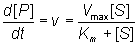 d[P]/dt = v = V_max[S] / (K_m + [S])